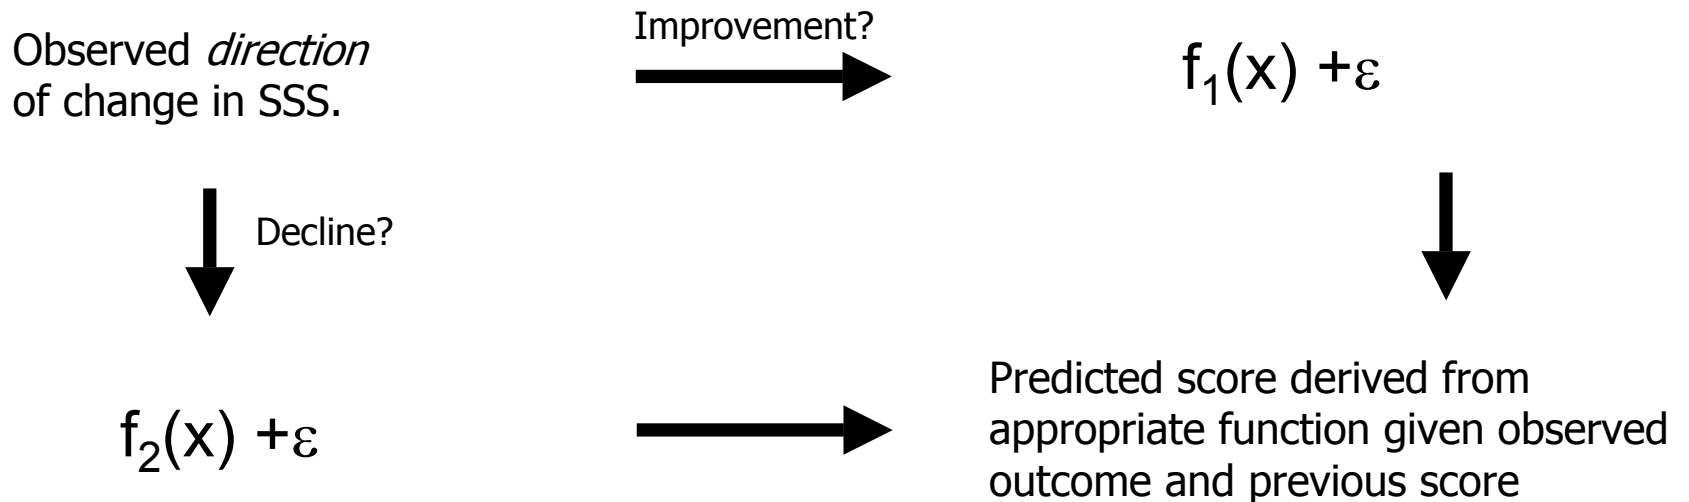 Observed direction
of change in SSS.
Improvement?
f₁(x) +ε
Decline?
f₂(x) +ε
Predicted score derived from
appropriate function given observed
outcome and previous score